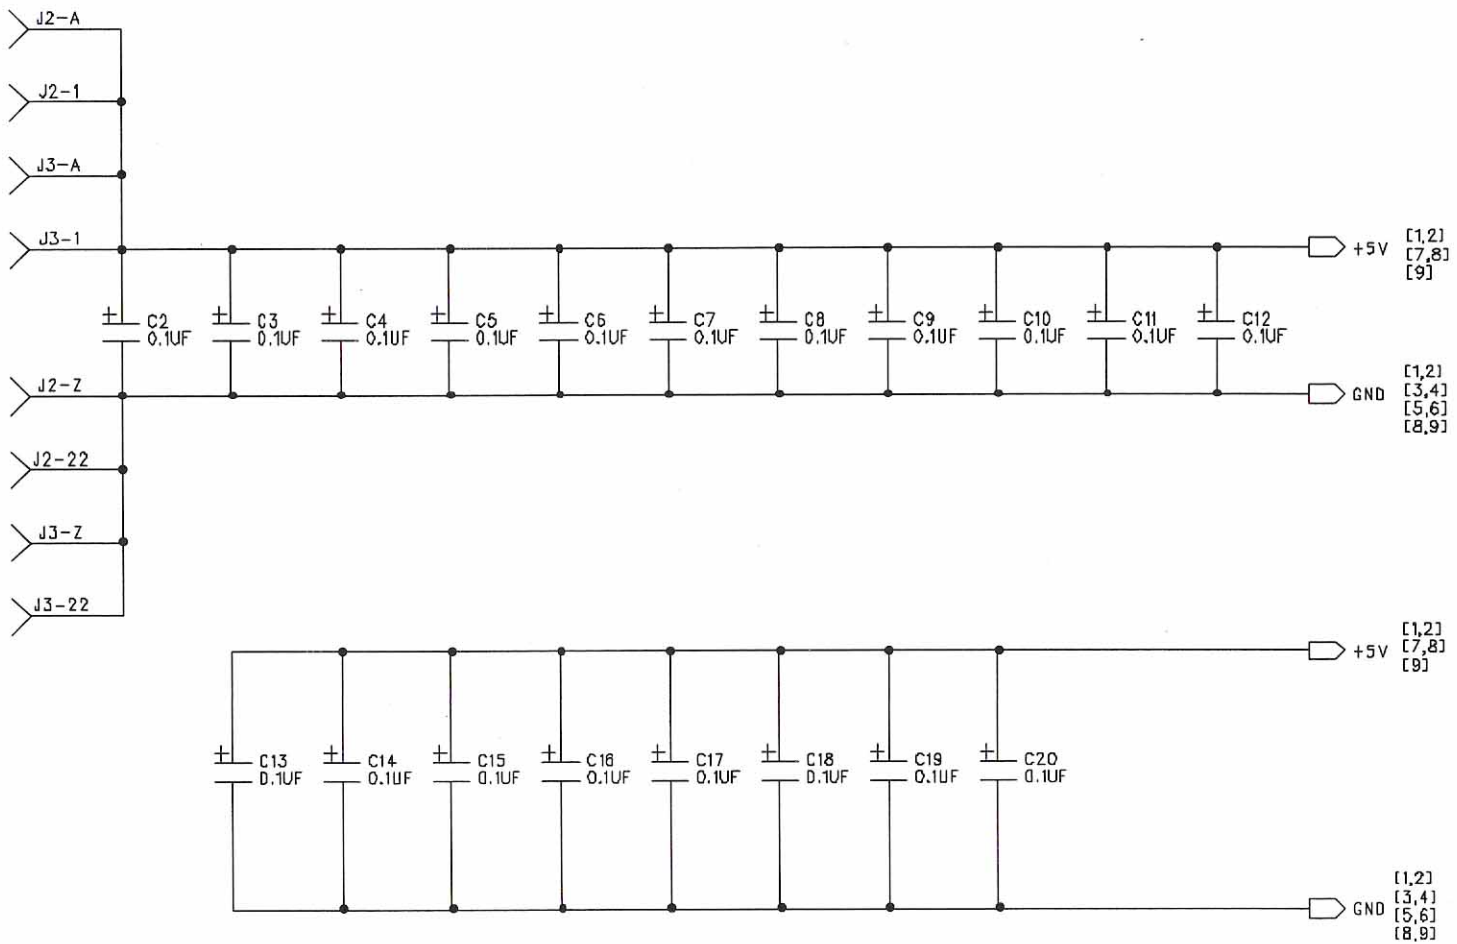 J2-A
J2-1
J3-A
J3-1
+5V
[1,2]
[7,8]
[9]
+ C2
0.1UF
+ C3
0.1UF
+ C4
0.1UF
+ C5
0.1UF
+ C6
0.1UF
+ C7
0.1UF
+ C8
0.1UF
+ C9
0.1UF
+ C10
0.1UF
+ C11
0.1UF
+ C12
0.1UF
J2-Z
GND
[1,2]
[3,4]
[5,6]
[8,9]
J2-22
J3-Z
J3-22
+5V
[1,2]
[7,8]
[9]
+ C13
0.1UF
+ C14
0.1UF
+ C15
0.1UF
+ C16
0.1UF
+ C17
0.1UF
+ C18
0.1UF
+ C19
0.1UF
+ C20
0.1UF
GND
[1,2]
[3,4]
[5,6]
[8,9]